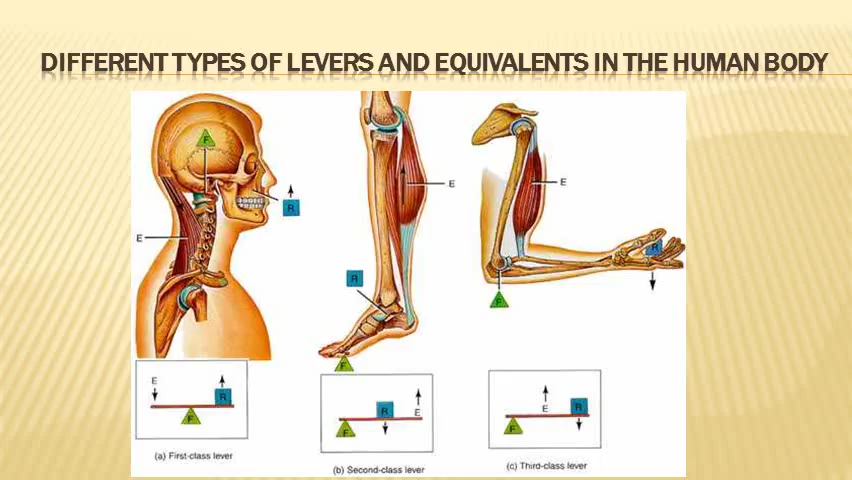 DIFFERENT TYPES OF LEVERS AND EQUIVALENTS IN THE HUMAN BODY
F
R
E
E
R
F
E
R
F
E
R
F
(a) First-class lever
R
E
F
(b) Second-class lever
E
R
F
(c) Third-class lever